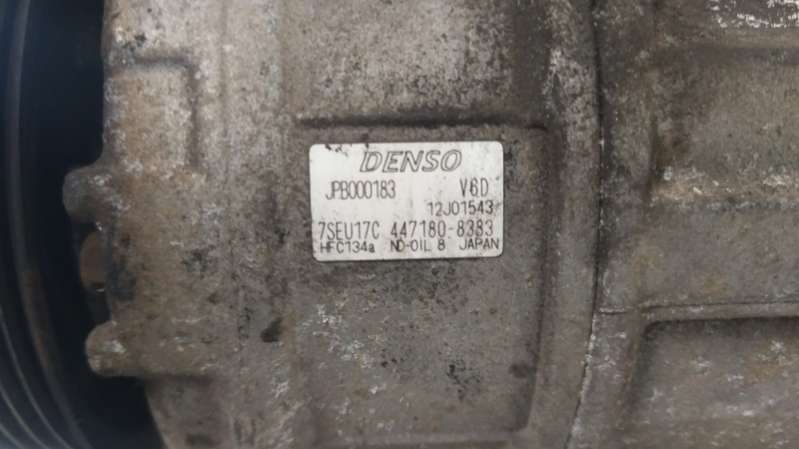 DENSO
JPB000183 V6D
12J01543
7SEU17C 447180-8383
HFC134a ND-OIL 8 JAPAN